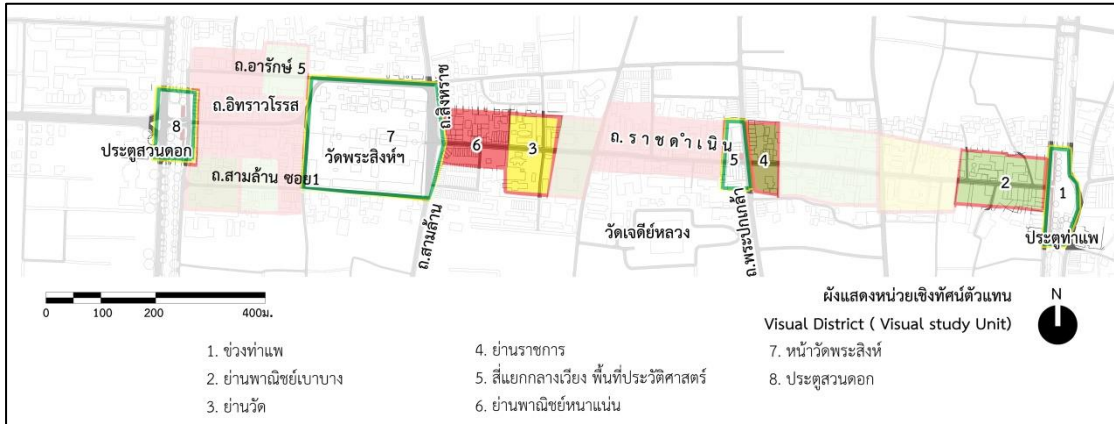 ถ.อารักษ์ 5
ถ.สิงหราช
ถ.อิทราวโรรส
8
ประตูสวนดอก
7
วัดพระสิงห์ฯ
6
3
ถ.ราชดำเนิน
5
4
2
1
ถ.สามล้าน ซอย1
ถ.สามล้าน
วัดเจดีย์หลวง
ถ.พระปกเกล้า
ประตูท่าแพ
0 100 200 400ม.
ผังแสดงหน่วยเชิงทัศน์ตัวแทน
Visual District ( Visual study Unit)
N
1. ข่วงท่าแพ
2. ย่านพาณิชย์เบาบาง
3. ย่านวัด
4. ย่านราชการ
5. สี่แยกกลางเวียง พื้นที่ประวัติศาสตร์
6. ย่านพาณิชย์หนาแน่น
7. หน้าวัดพระสิงห์
8. ประตูสวนดอก